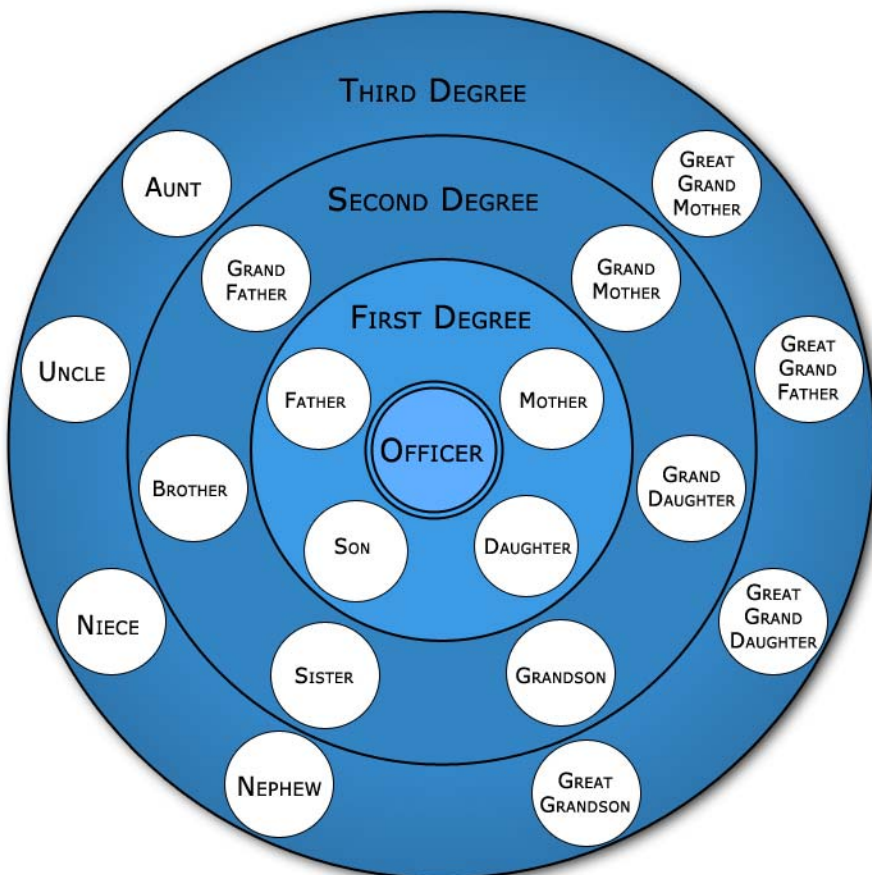 Third Degree
Aunt
Great
Grand
Mother
Second Degree
Grand
Father
Grand
Mother
First Degree
Uncle
Great
Grand
Father
Father
Mother
Officer
Brother
Grand
Daughter
Son
Daughter
Niece
Great
Grand
Daughter
Sister
Grandson
Nephew
Great
Grandson